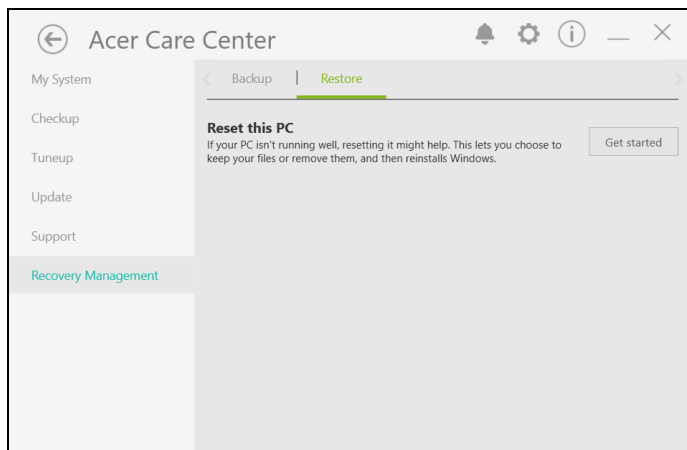 Acer Care Center
My System
Checkup
Tuneup
Update
Support
Recovery Management
Backup | Restore
Reset this PC
If your PC isn't running well, resetting it might help. This lets you choose to
keep your files or remove them, and then reinstalls Windows.
Get started